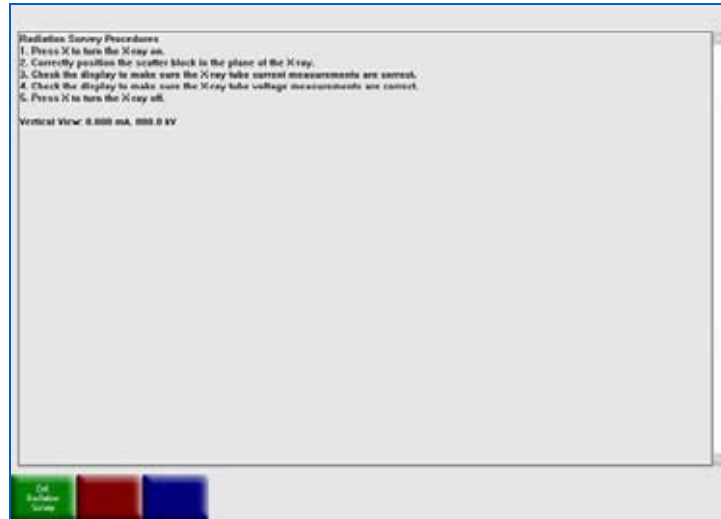 Radiation Survey Procedures
1. Press X to turn the X-ray on.
2. Correctly position the scatter block in the plane of the X-ray.
3. Check the display to make sure the X-ray tube current measurements are correct.
4. Check the display to make sure the X-ray tube voltage measurements are correct.
5. Press X to turn the X-ray off.
Vertical View: 0.000 mA, 000.0 kV
Exit
Radiation
Survey